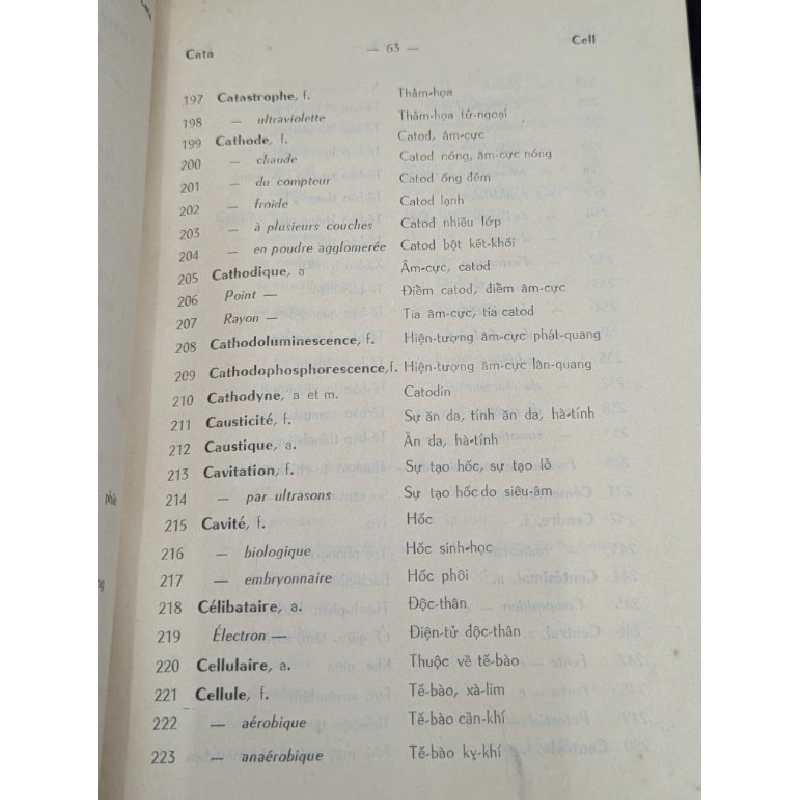 Cata — 63 — Cell
197 Catastrophe, f. Thảm-họa
198 — ultraviolette Thảm-họa tử-ngoại
199 Cathode, f. Catod, âm-cực
200 — chaude Catod nóng, âm-cực nóng
201 — du compteur Catod ống đếm
202 — froide Catod lạnh
203 — à plusieurs couches Catod nhiều lớp
204 — en poudre agglomerée Catod bột kết-khối
205 Cathodique, a Âm-cực, catod
206 Point — Điểm catod, điểm âm-cực
207 Rayon — Tia âm-cực, tia catod
208 Cathodoluminescence, f. Hiện-tượng âm-cực phát-quang
209 Cathodophosphorescence, f. Hiện-tượng âm-cực lân-quang
210 Cathodyne, a et m. Catodin
211 Causticité, f. Sự ăn da, tính ăn da, hà-tính
212 Caustique, a. Ăn da, hà-tính
213 Cavitation, f. Sự tạo hốc, sự tạo lỗ
214 — par ultrasons Sự tạo hốc do siêu-âm
215 Cavité, f. Hốc
216 — biologique Hốc sinh-học
217 — embryonnaire Hốc phôi
218 Célibataire, a. Độc-thân
219 Électron — Điện-tử độc-thân
220 Cellulaire, a. Thuộc về tế-bào
221 Cellule, f. Tế-bào, xà-lim
222 — aérobique Tế-bào cần-khí
223 — anaérobique Tế-bào kỵ-khí